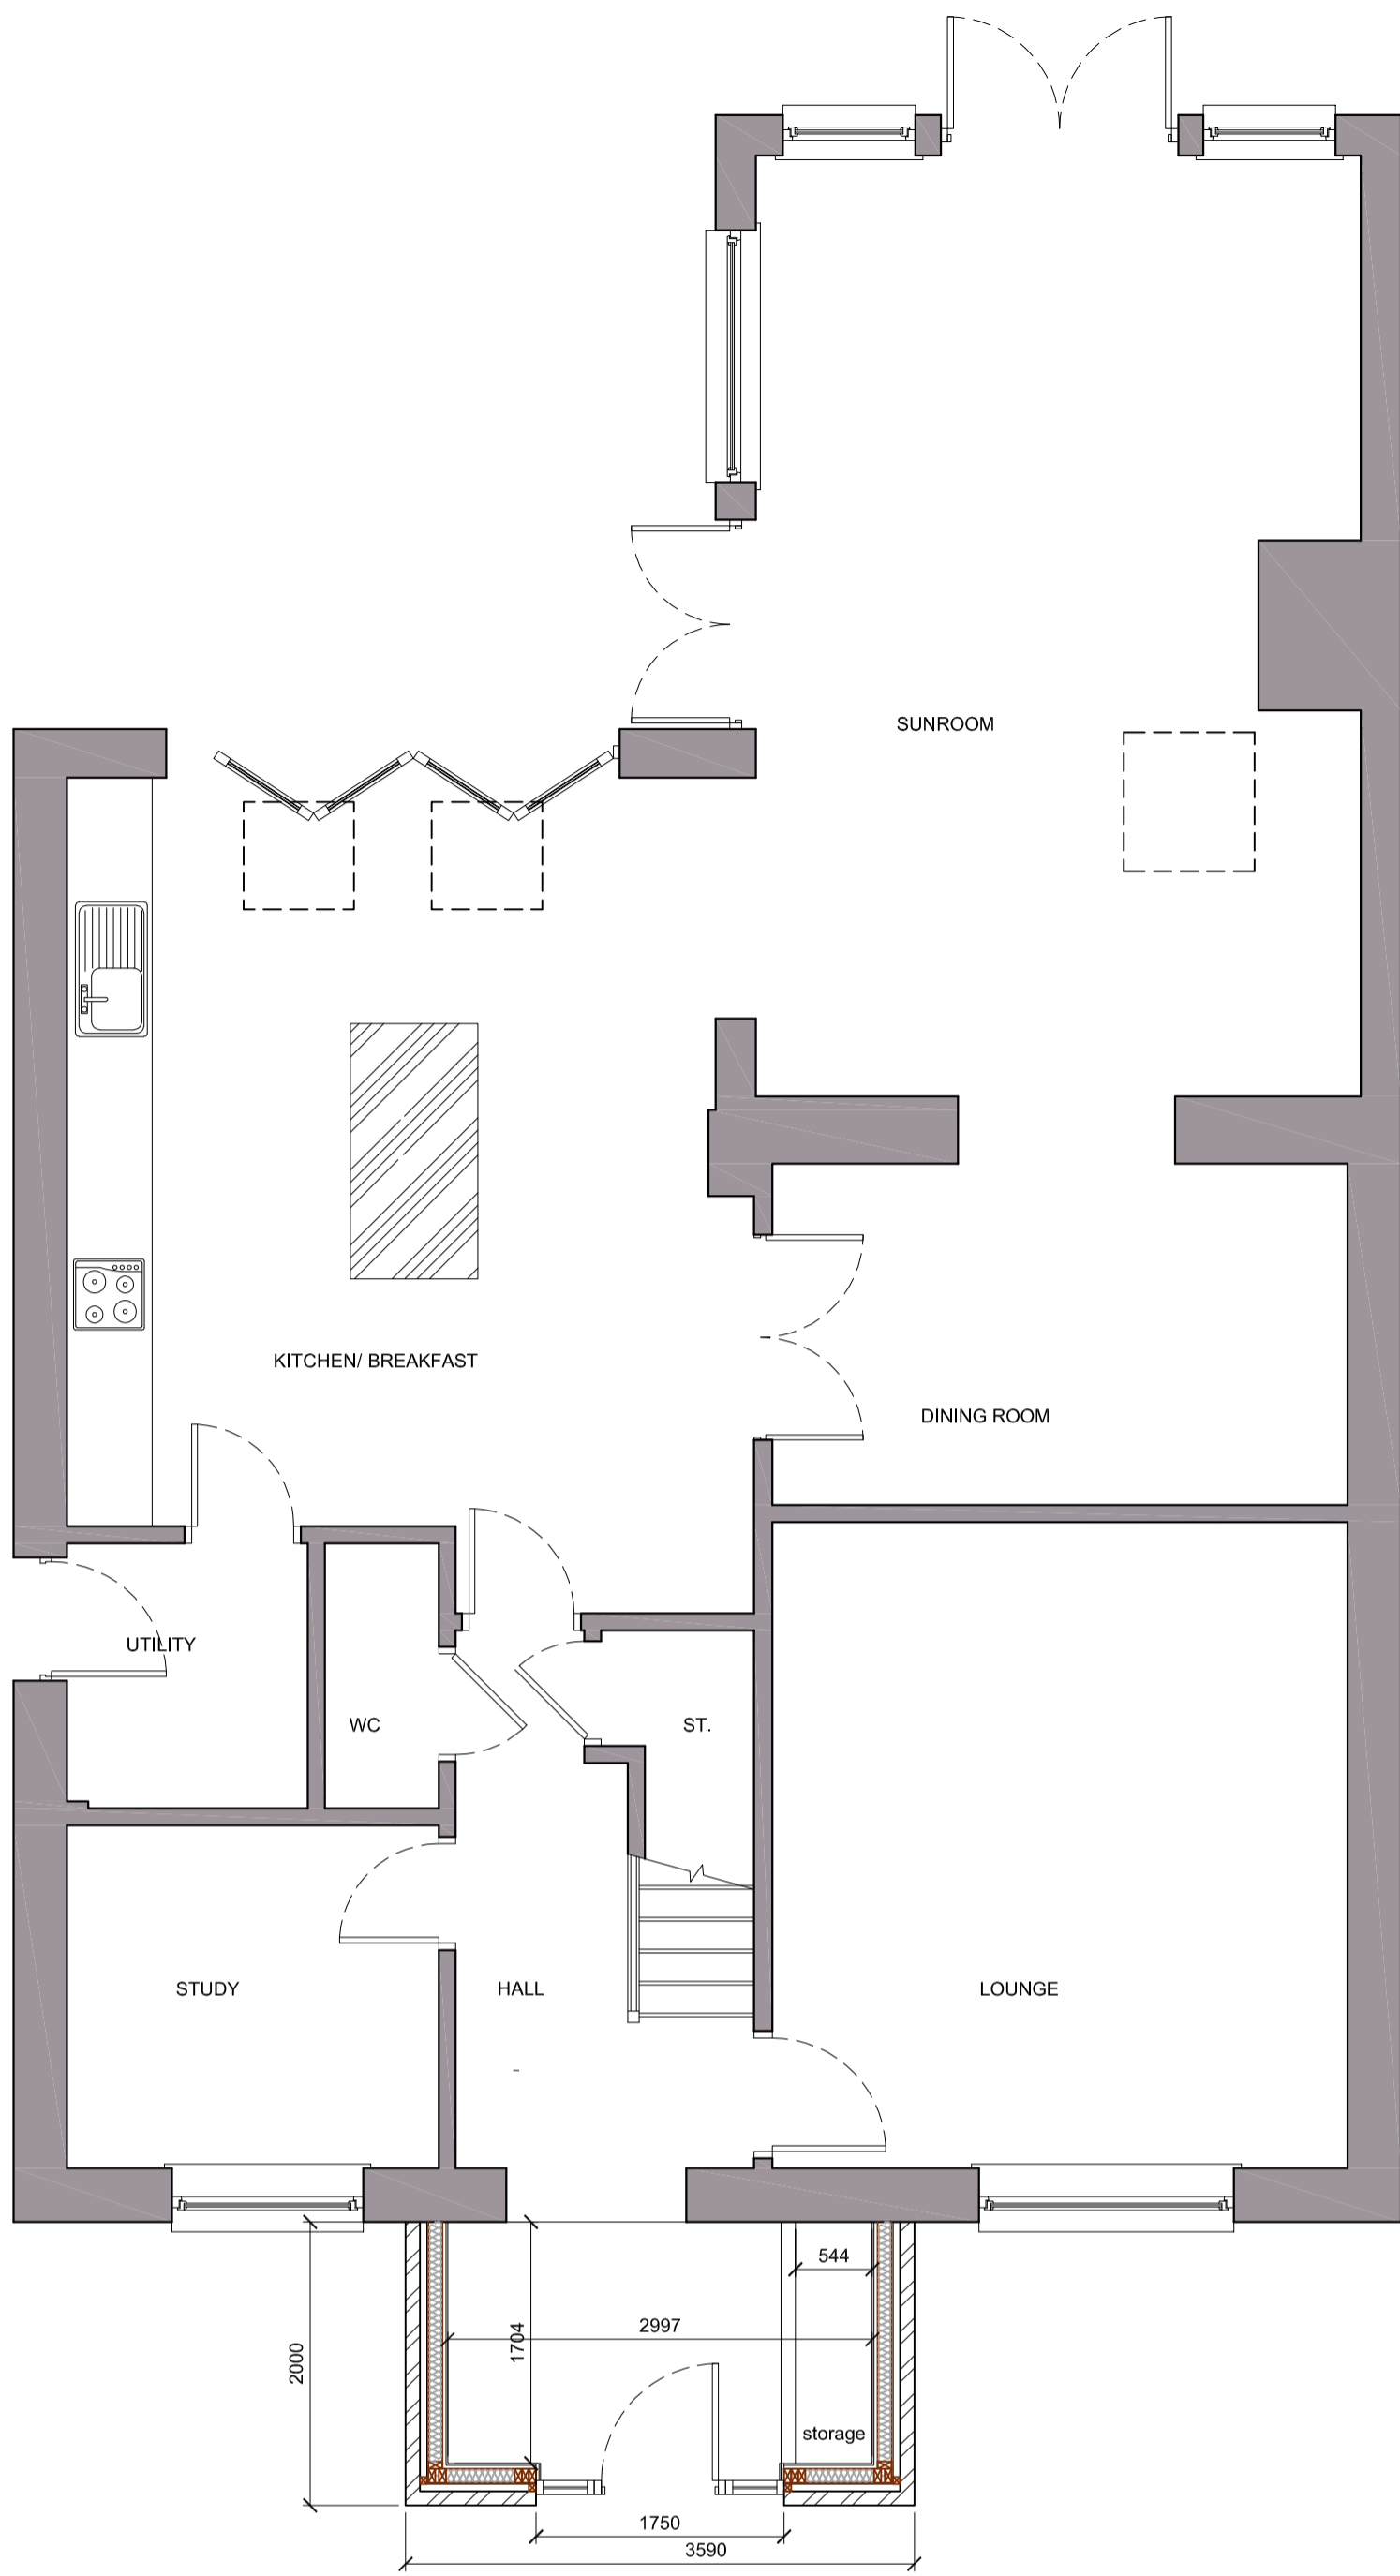 SUNROOM
KITCHEN/ BREAKFAST
DINING ROOM
UTILITY
WC
ST.
STUDY
HALL
LOUNGE
544
2997
1704
2000
storage
1750
3590